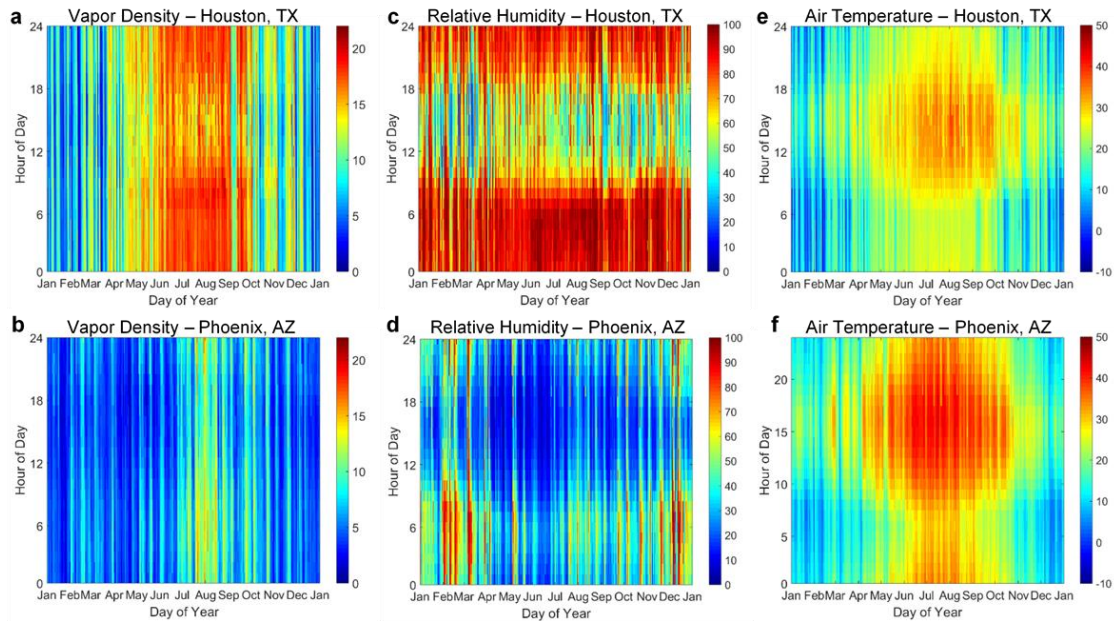 a
Vapor Density – Houston, TX
24
18
12
6
0
Hour of Day
Jan Feb Mar Apr May Jun Jul Aug Sep Oct Nov Dec Jan
Day of Year
20
15
10
5
0
c
Relative Humidity – Houston, TX
24
18
12
6
0
Hour of Day
Jan Feb Mar Apr May Jun Jul Aug Sep Oct Nov Dec Jan
Day of Year
100
90
80
70
60
50
40
30
20
10
0
e
Air Temperature – Houston, TX
24
18
12
6
0
Hour of Day
Jan Feb Mar Apr May Jun Jul Aug Sep Oct Nov Dec Jan
Day of Year
50
40
30
20
10
0
-10
b
Vapor Density – Phoenix, AZ
24
18
12
6
0
Hour of Day
Jan Feb Mar Apr May Jun Jul Aug Sep Oct Nov Dec Jan
Day of Year
20
15
10
5
0
d
Relative Humidity – Phoenix, AZ
24
18
12
6
0
Hour of Day
Jan Feb Mar Apr May Jun Jul Aug Sep Oct Nov Dec Jan
Day of Year
100
90
80
70
60
50
40
30
20
10
0
f
Air Temperature – Phoenix, AZ
20
15
10
5
0
Hour of Day
Jan Feb Mar Apr May Jun Jul Aug Sep Oct Nov Dec Jan
Day of Year
50
40
30
20
10
0
-10